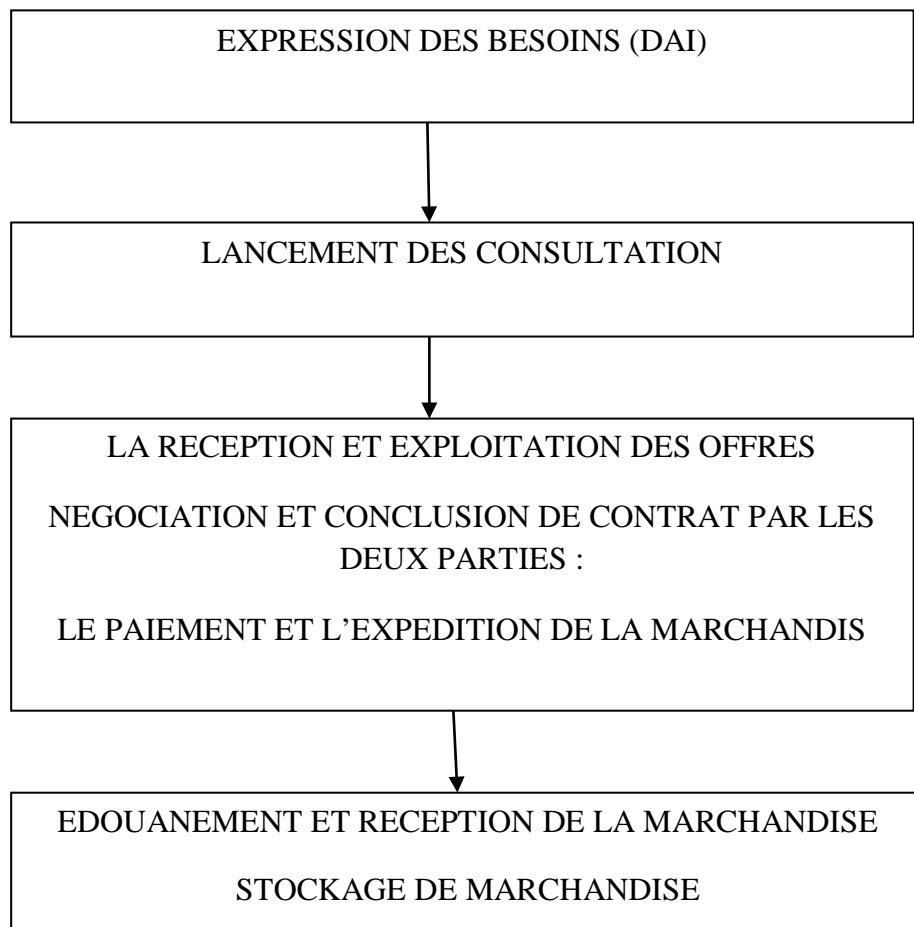 EXPRESSION DES BESOINS (DAI)
LANCEMENT DES CONSULTATION
LA RECEPTION ET EXPLOITATION DES OFFRES
NEGOCIATION ET CONCLUSION DE CONTRAT PAR LES
DEUX PARTIES :
LE PAIEMENT ET L’EXPEDITION DE LA MARCHANDIS
EDOUANEMENT ET RECEPTION DE LA MARCHANDISE
STOCKAGE DE MARCHANDISE